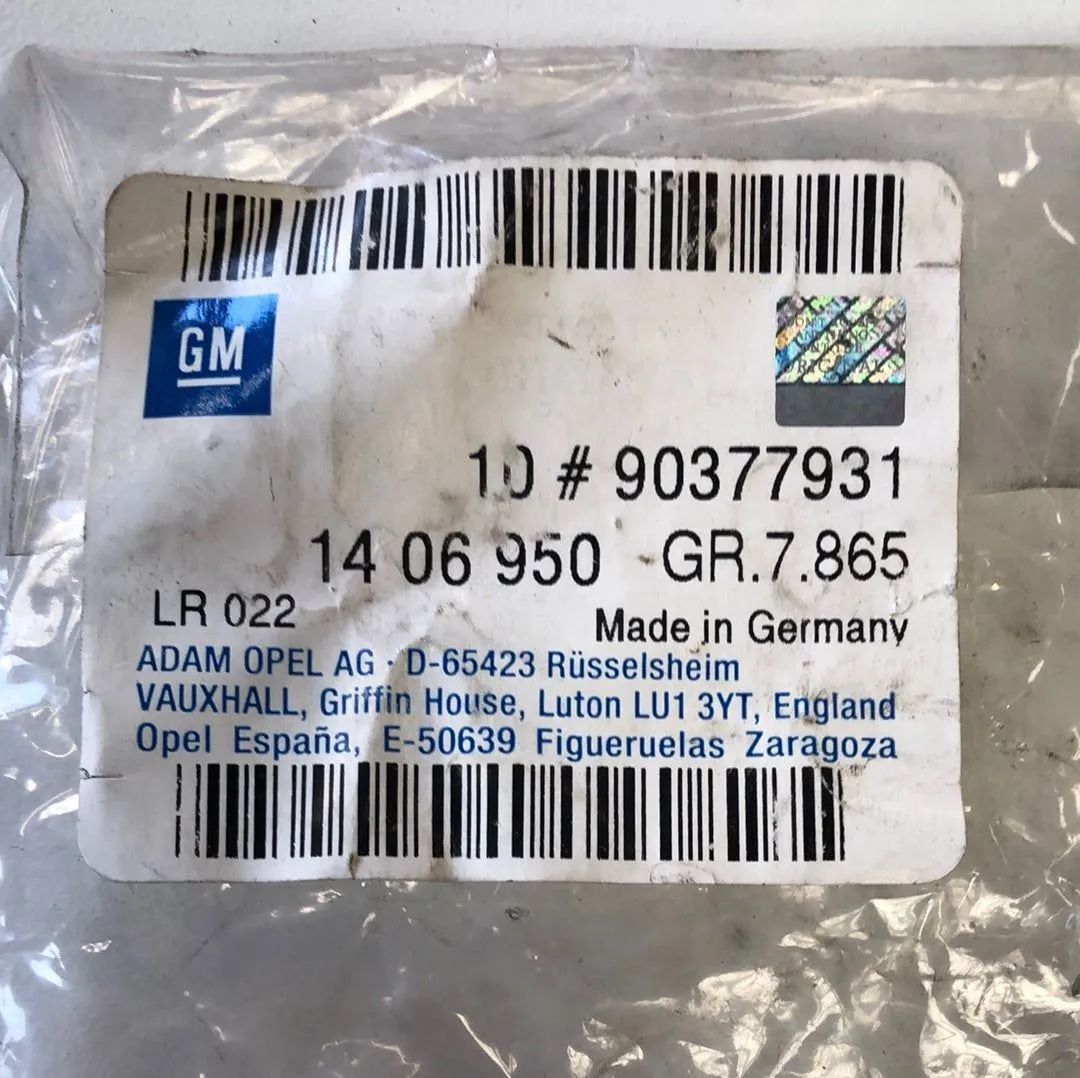 GM
10 # 90377931
14 06 950 GR.7.865
LR 022
Made in Germany
ADAM OPEL AG · D-65423 Rüsselsheim
VAUXHALL, Griffin House, Luton LU1 3YT, England
Opel España, E-50639 Figueruelas Zaragoza